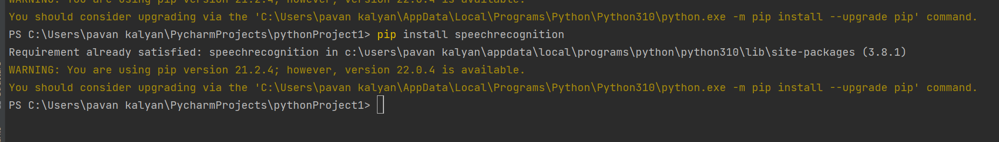 WARNING: You are using pip version 21.2.4; however, version 22.0.4 is available.
You should consider upgrading via the 'C:\Users\pavan kalyan\AppData\Local\Programs\Python\Python310\python.exe -m pip install --upgrade pip' command.
PS C:\Users\pavan kalyan\PycharmProjects\pythonProject1> pip install speechrecognition
Requirement already satisfied: speechrecognition in c:\users\pavan kalyan\appdata\local\programs\python\python310\lib\site-packages (3.8.1)
WARNING: You are using pip version 21.2.4; however, version 22.0.4 is available.
You should consider upgrading via the 'C:\Users\pavan kalyan\AppData\Local\Programs\Python\Python310\python.exe -m pip install --upgrade pip' command.
PS C:\Users\pavan kalyan\PycharmProjects\pythonProject1>